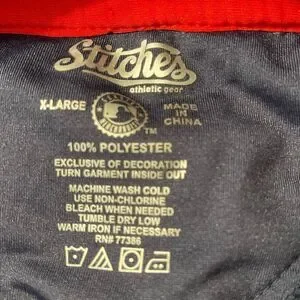 Stitches
athletic gear
X-LARGE
MADE IN CHINA
TM
100% POLYESTER
EXCLUSIVE OF DECORATION
TURN GARMENT INSIDE OUT
MACHINE WASH COLD
USE NON-CHLORINE
BLEACH WHEN NEEDED
TUMBLE DRY LOW
WARM IRON IF NECESSARY
RN# 77386